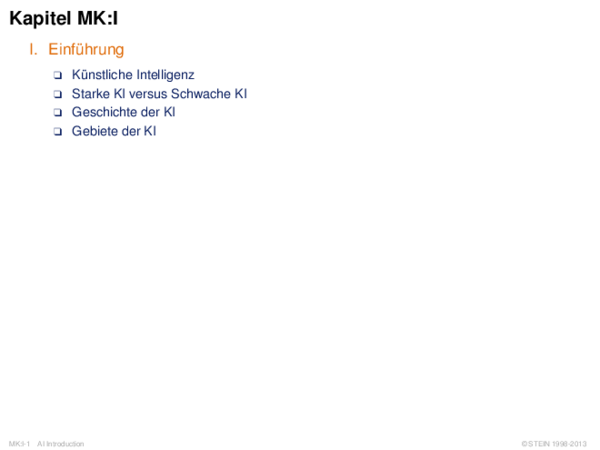 Kapitel MK:I
I. Einführung
❑ Künstliche Intelligenz
❑ Starke KI versus Schwache KI
❑ Geschichte der KI
❑ Gebiete der KI
MK:I-1 AI Introduction
© STEIN 1998-2013